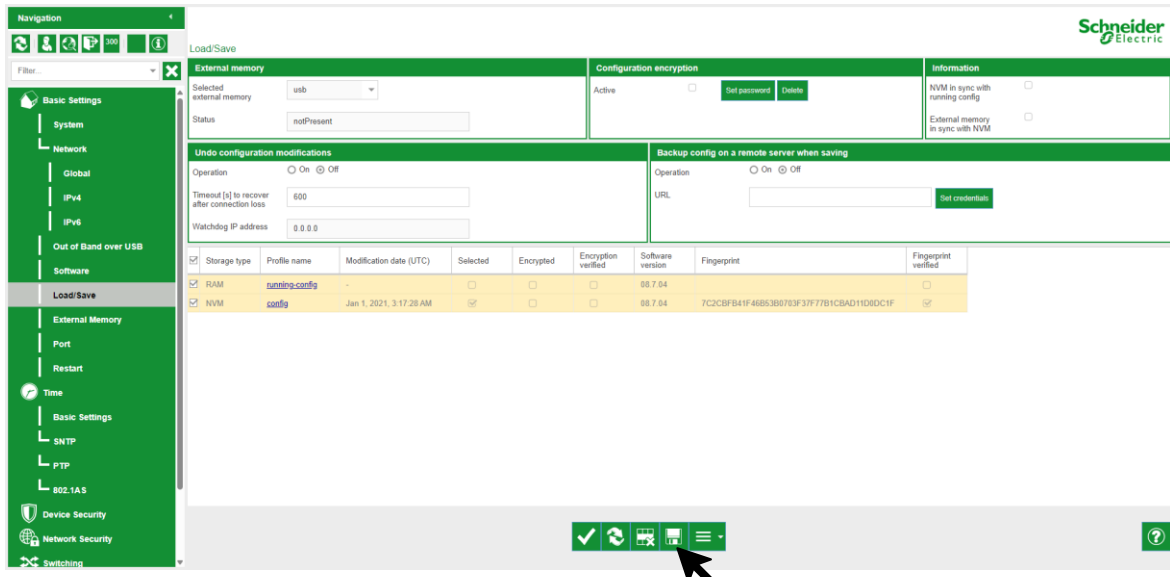 Navigation
300
Filter...
Basic Settings
System
Network
Global
IPv4
IPv6
Out of Band over USB
Software
Load/Save
External Memory
Port
Restart
Time
Basic Settings
SNTP
PTP
802.1AS
Device Security
Network Security
Switching
Schneider
Electric
Load/Save
External memory
Selected
external memory
usb
Status
notPresent
Configuration encryption
Active
Set password
Delete
Information
NVM in sync with
running config
External memory
in sync with NVM
Undo configuration modifications
Operation
On
Off
Timeout [s] to recover
after connection loss
600
Watchdog IP address
0.0.0.0
Backup config on a remote server when saving
Operation
On
Off
URL
Set credentials
Storage type Profile name Modification date (UTC) Selected Encrypted Encryption verified Software version Fingerprint Fingerprint verified
RAM running-config - 08.7.04
NVM config Jan 1, 2021, 3:17:28 AM 08.7.04 7C2CBFB41F46B53B0703F37F77B1CBAD11D0DC1F